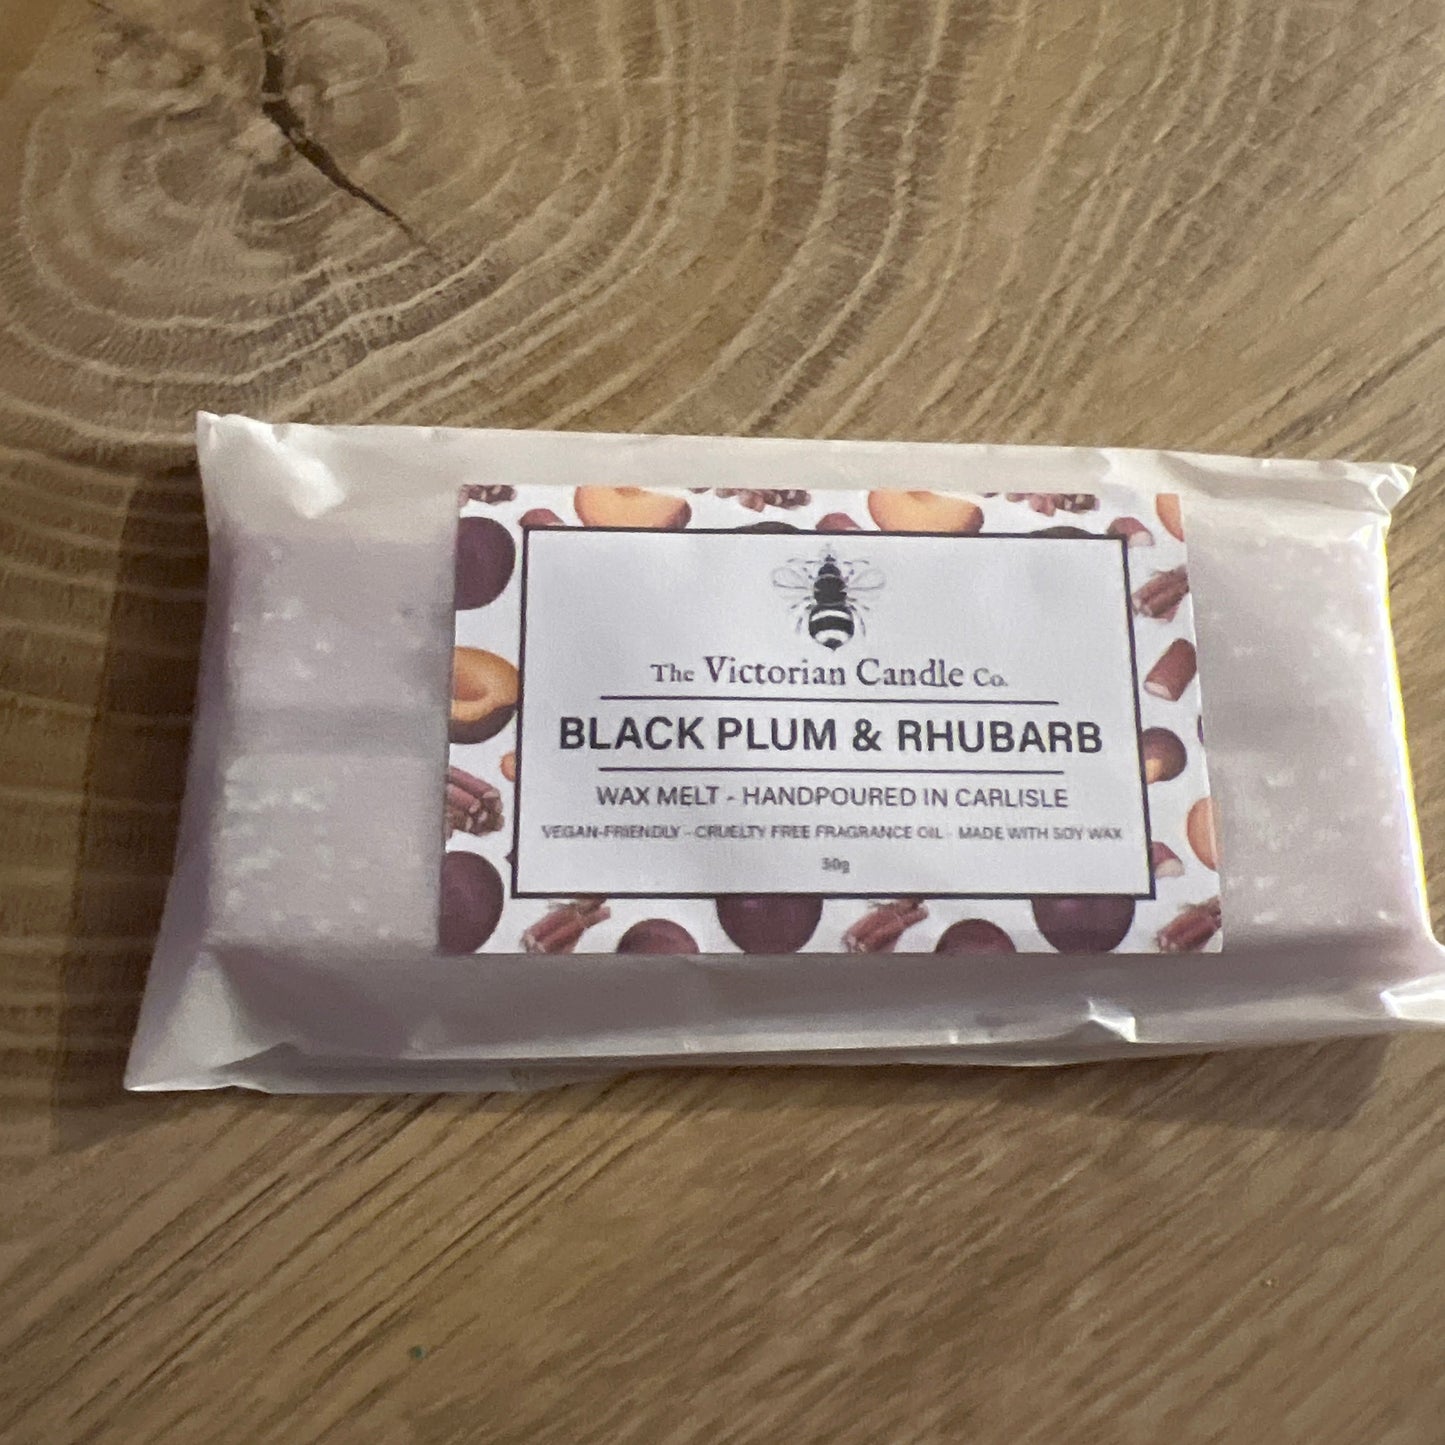 The Victorian Candle Co.
BLACK PLUM & RHUBARB
WAX MELT - HANDPOURED IN CARLISLE
VEGAN-FRIENDLY - CRUELTY FREE FRAGRANCE OIL - MADE WITH SOY WAX
50g